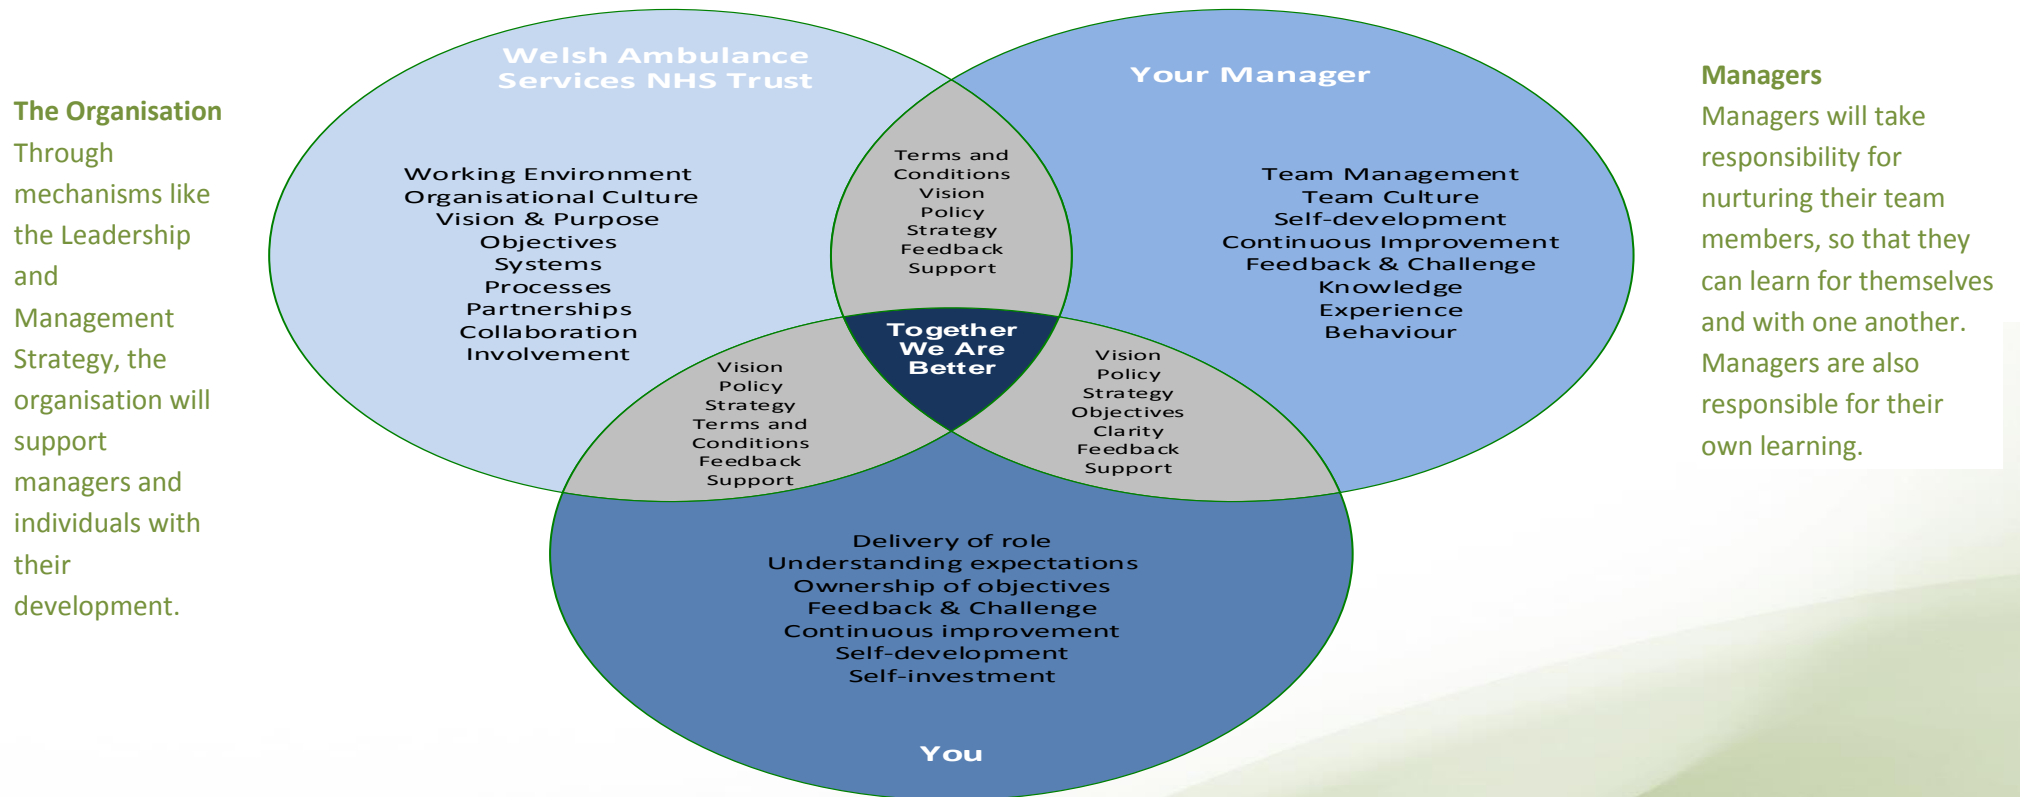 The Organisation
Through
mechanisms like
the Leadership
and
Management
Strategy, the
organisation will
support
managers and
individuals with
their
development.
Welsh Ambulance
Services NHS Trust
Working Environment
Organisational Culture
Vision & Purpose
Objectives
Systems
Processes
Partnerships
Collaboration
Involvement
Terms and
Conditions
Vision
Policy
Strategy
Feedback
Support
Your Manager
Team Management
Team Culture
Self-development
Continuous Improvement
Feedback & Challenge
Knowledge
Experience
Behaviour
Together
We Are
Better
Vision
Policy
Strategy
Terms and
Conditions
Feedback
Support
Vision
Policy
Strategy
Objectives
Clarity
Feedback
Support
Delivery of role
Understanding expectations
Ownership of objectives
Feedback & Challenge
Continuous improvement
Self-development
Self-investment
You
Managers
Managers will take
responsibility for
nurturing their team
members, so that they
can learn for themselves
and with one another.
Managers are also
responsible for their
own learning.